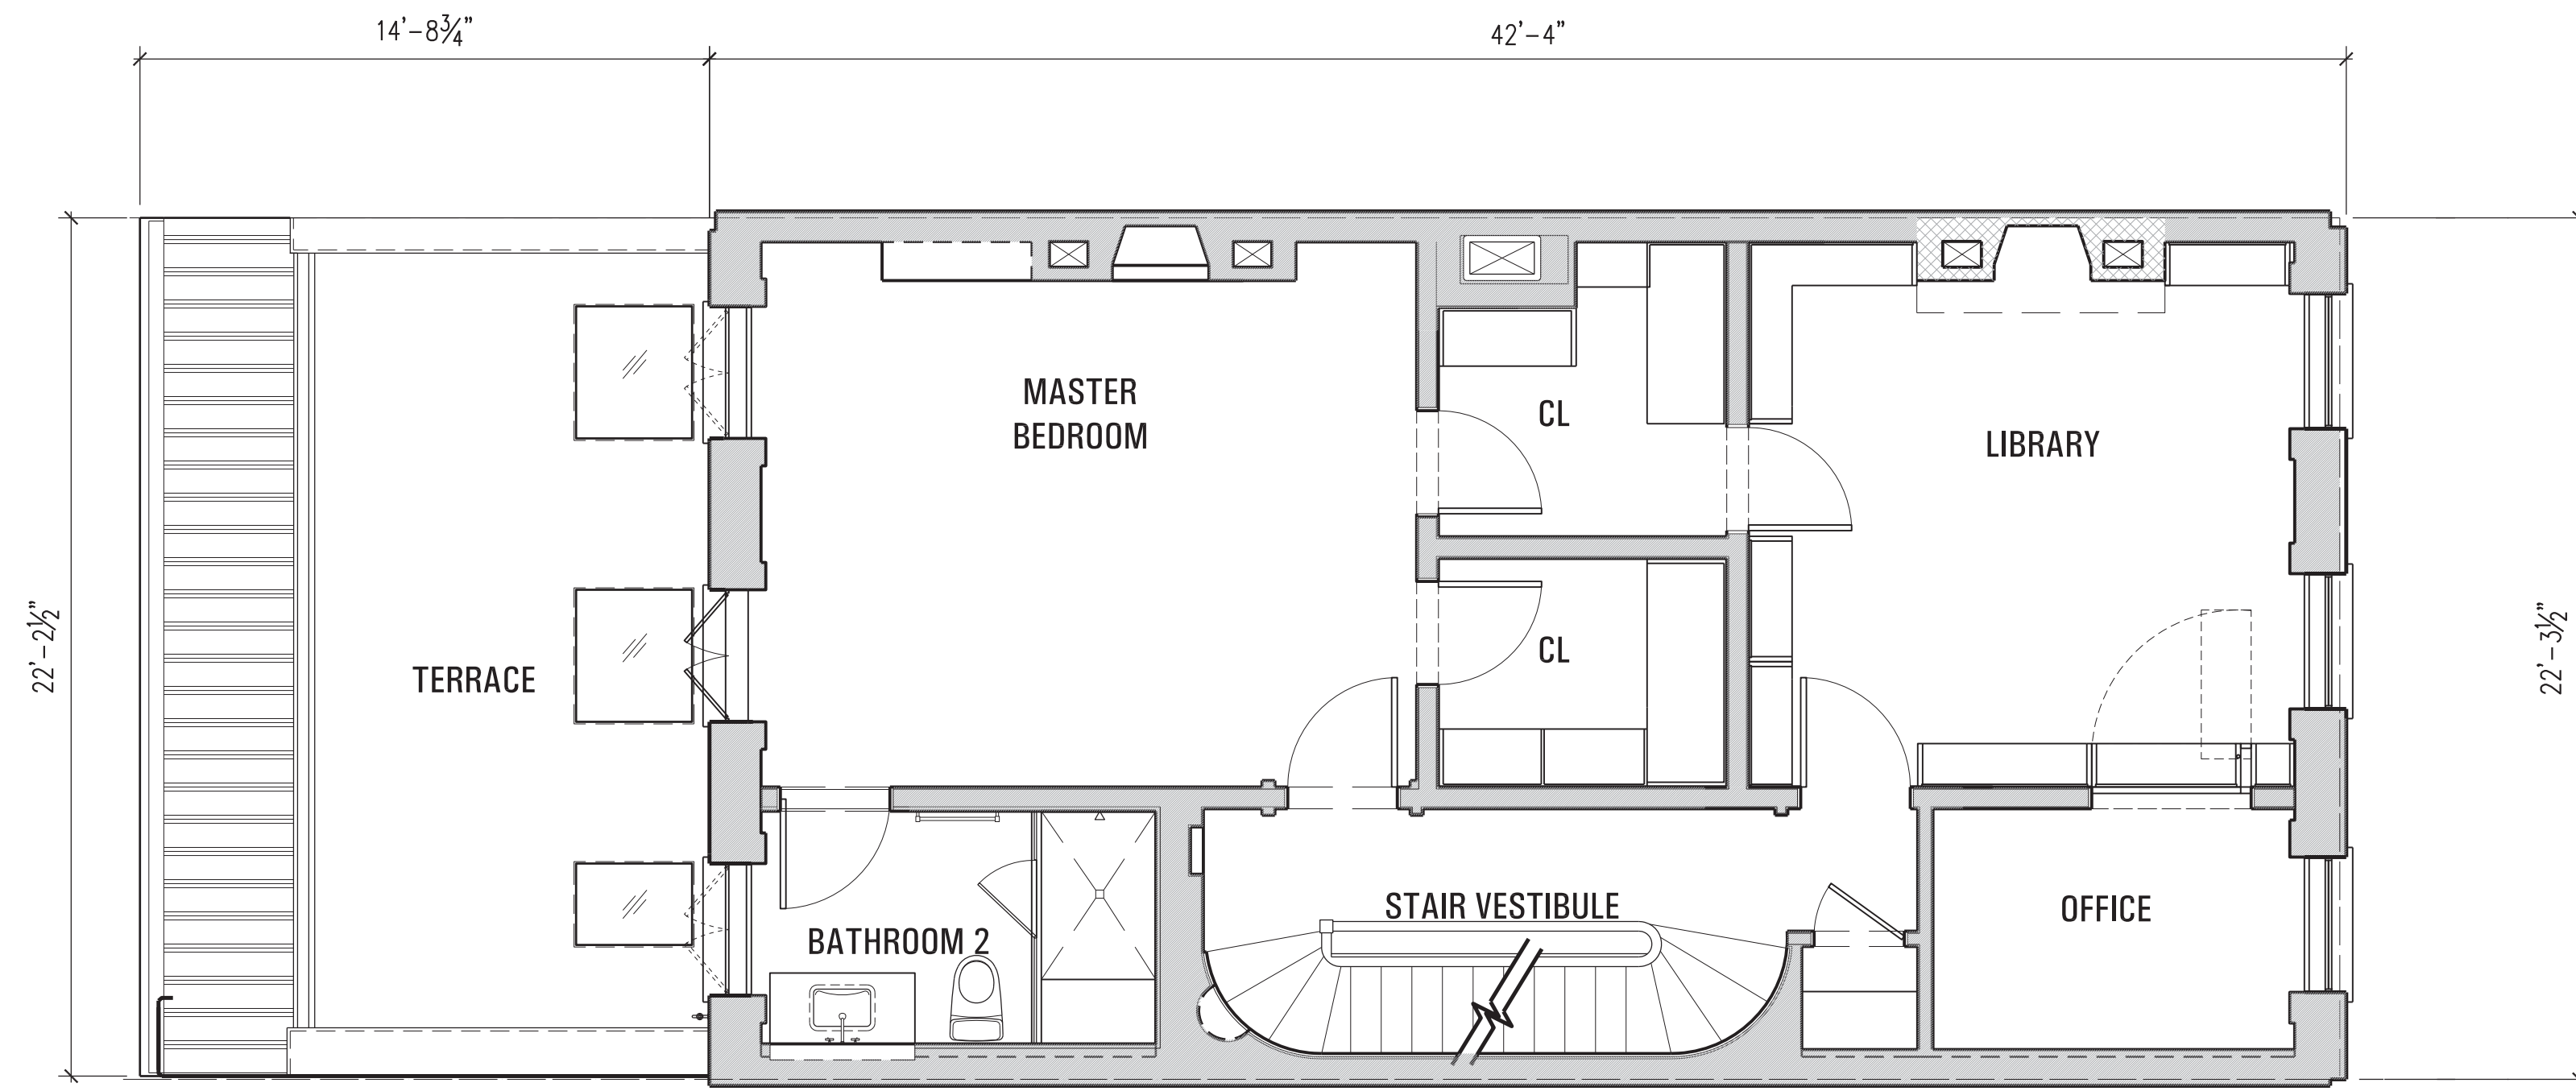 14'-8¾"
42'-4"
MASTER
BEDROOM
CL
LIBRARY
22'-2½"
22'-3½"
TERRACE
CL
STAIR VESTIBULE
OFFICE
BATHROOM 2